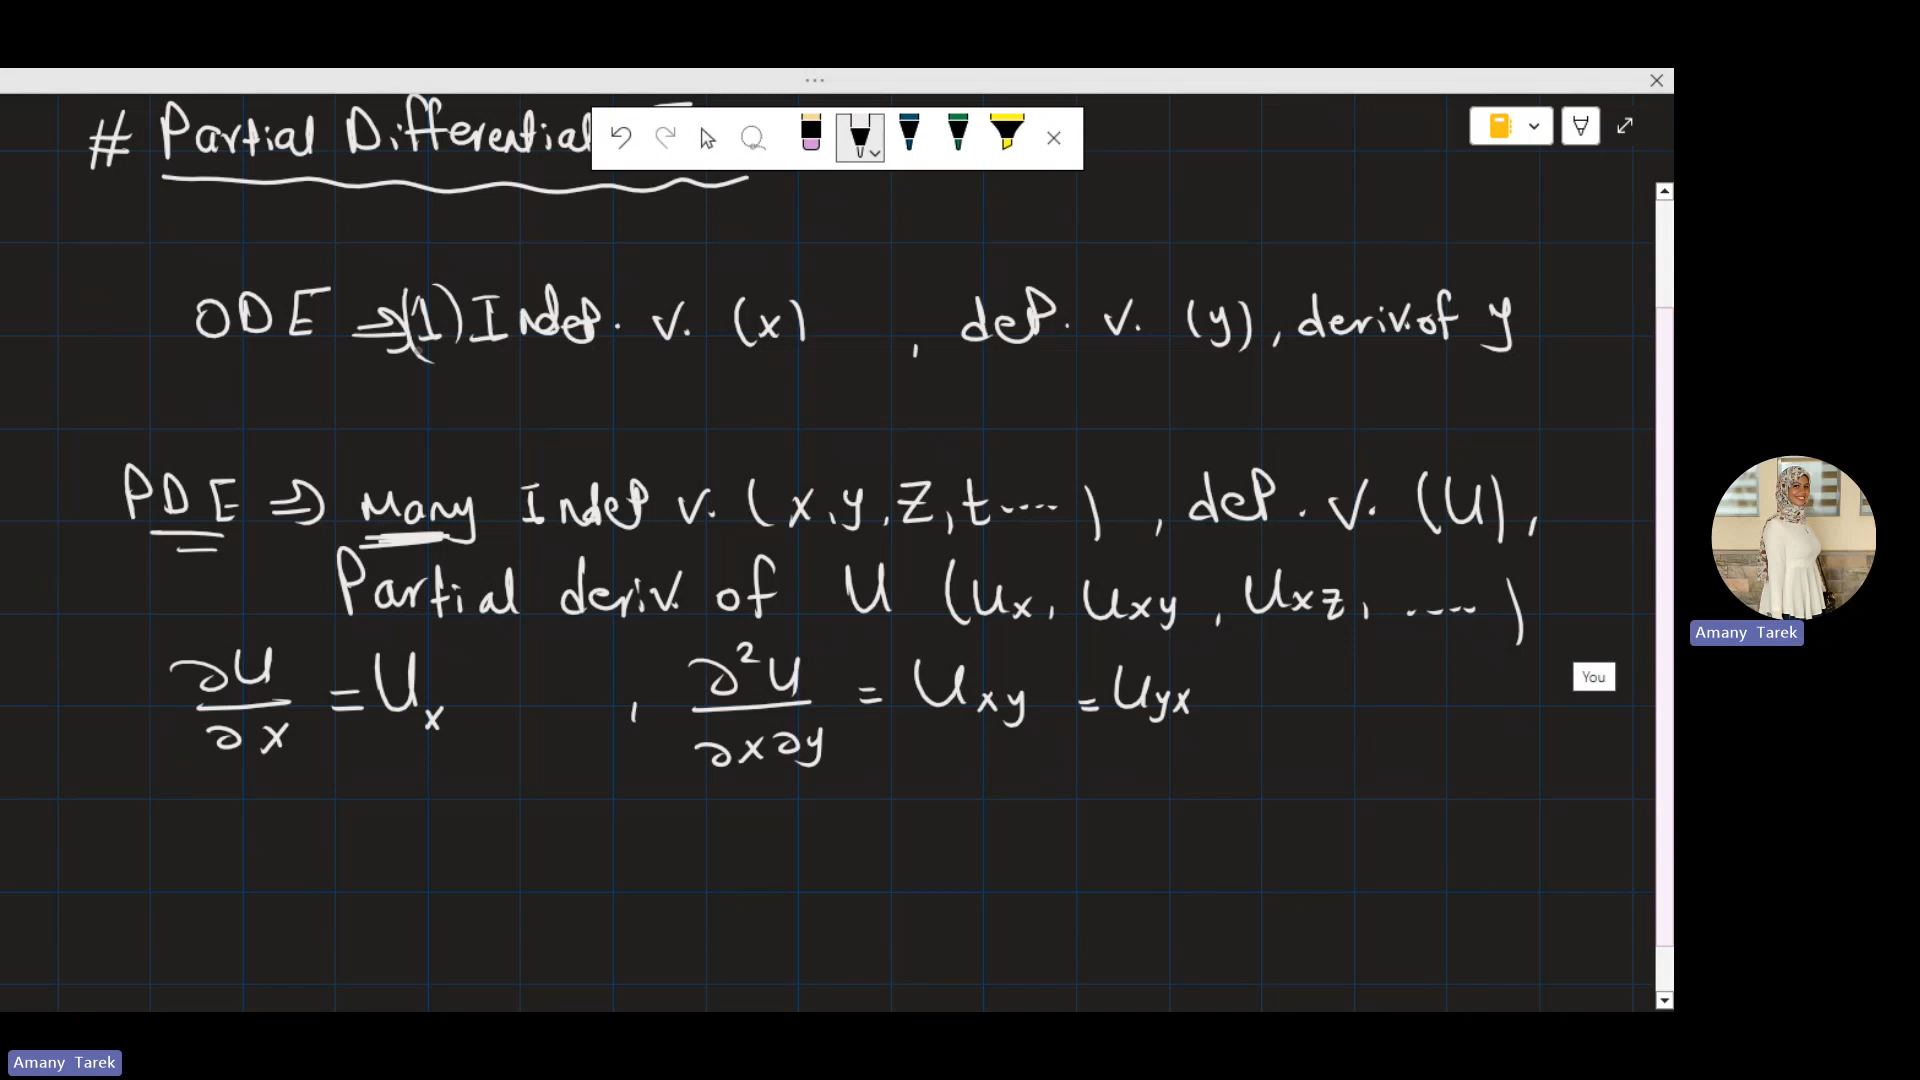 # Partial Differential
ODE ⇒ (1) Indep. v. (x) , dep. v. (y), deriv. of y
PDE ⇒ Many Indep v. (x, y, z, t ....) , dep. v. (U),
Partial deriv. of U (Ux, Uxy, Uxz, ....)
∂U/∂x = Ux , ∂²U/∂x∂y = Uxy = Uyx
You
Amany Tarek
Amany Tarek